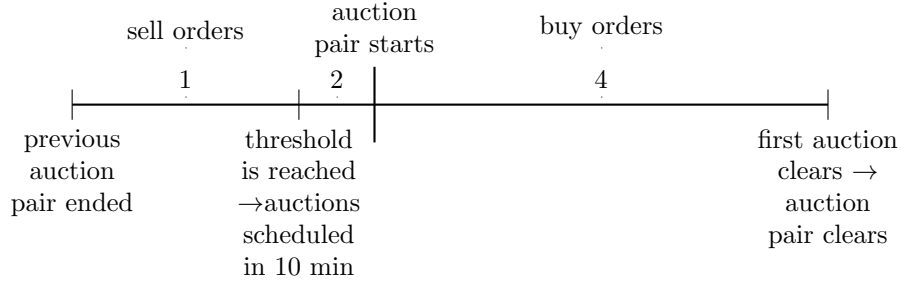 sell orders
auction
pair starts
buy orders
1
2
4
previous
auction
pair ended
threshold
is reached
→auctions
scheduled
in 10 min
first auction
clears →
auction
pair clears